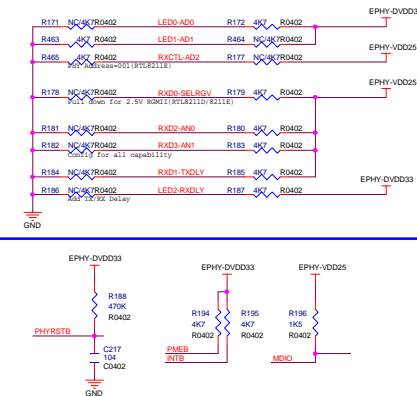 EPHY-DVDD33
R171 NC/4K7 R0402 LED0-AD0 R172 4K7 R0402
R463 4K7 R0402 LED1-AD1 R464 NC/4K7 R0402
EPHY-VDD25
R465 4K7 R0402 RXCTL-AD2 R177 NC/4K7 R0402
PHY Address=001(RTL8211E)
EPHY-VDD25
R178 NC/4K7 R0402 RXD0-SELRGV R179 4K7 R0402
Pull down for 2.5V RGMII(RTL8211D/8211E)
R181 NC/4K7 R0402 RXD2-AN0 R180 4K7 R0402
R182 NC/4K7 R0402 RXD3-AN1 R183 4K7 R0402
Config for all capability
R184 NC/4K7 R0402 RXD1-TXDLY R185 4K7 R0402
EPHY-DVDD33
R186 NC/4K7 R0402 LED2-RXDLY R187 4K7 R0402
Add TX/RX Delay
GND
EPHY-DVDD33
R188
470K
R0402
PHYRSTB
C217
104
C0402
GND
EPHY-DVDD33
R194 R195
4K7 4K7
R0402 R0402
PMEB
INTB
EPHY-VDD25
R196
1K5
R0402
MDIO